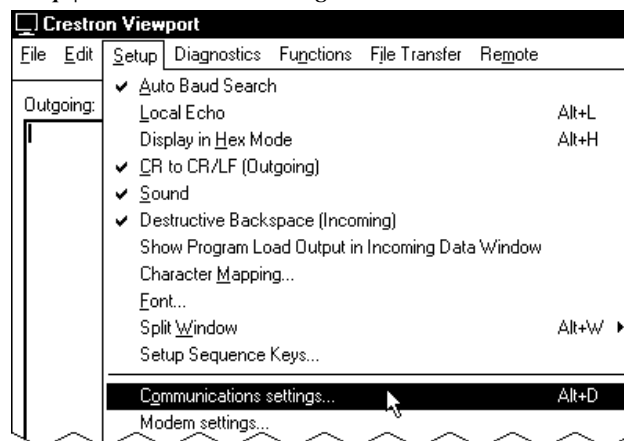 Crestron Viewport
File Edit Setup Diagnostics Functions File Transfer Remote
Auto Baud Search
Outgoing:
Local Echo Alt+L
Display in Hex Mode Alt+H
CR to CR/LF (Outgoing)
Sound
Destructive Backspace (Incoming)
Show Program Load Output in Incoming Data Window
Character Mapping...
Font...
Split Window Alt+W
Setup Sequence Keys...
Communications settings... Alt+D
Modem settings...